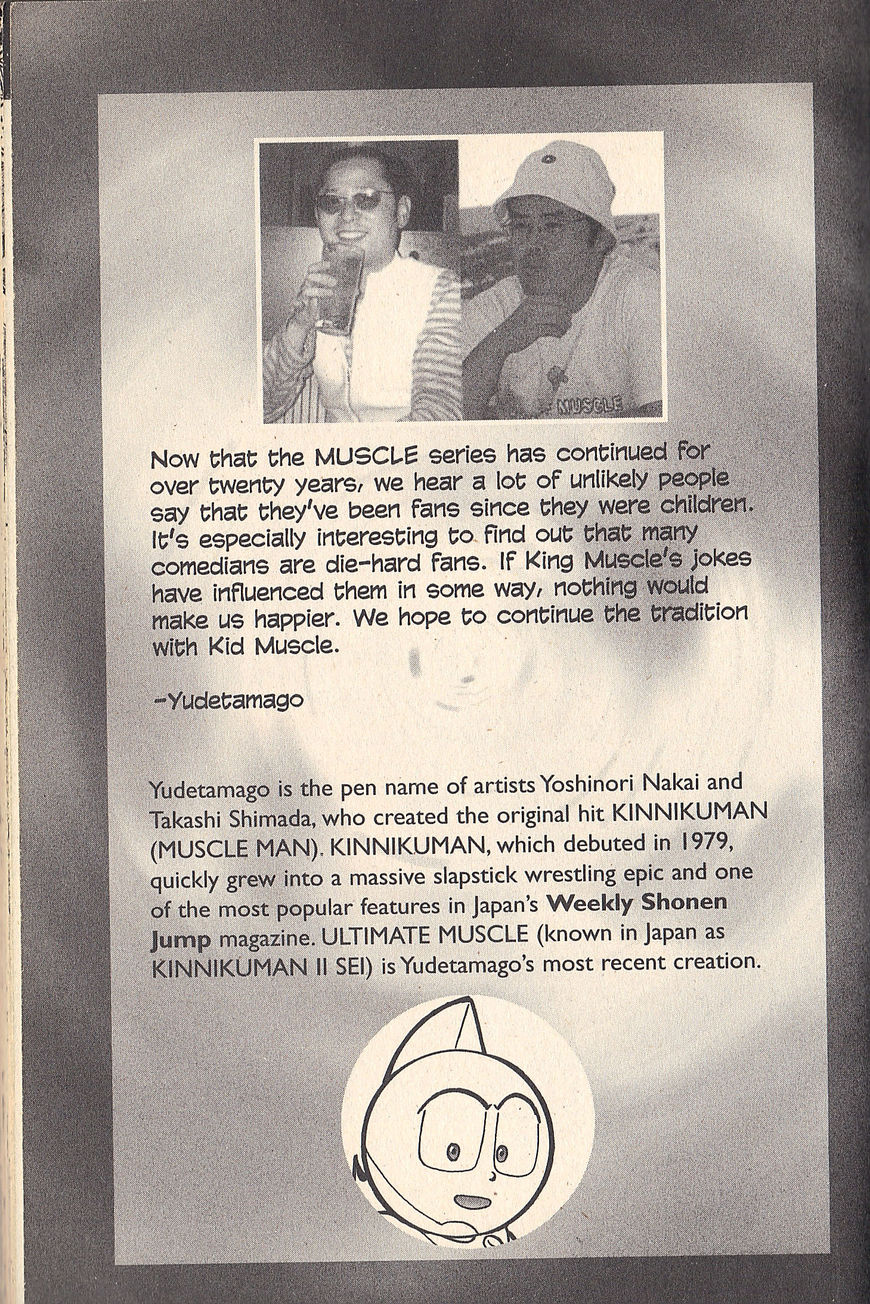 MUSCLE
Now that the MUSCLE series has continued for
over twenty years, we hear a lot of unlikely people
say that they've been fans since they were children.
It's especially interesting to find out that many
comedians are die-hard fans. If King Muscle's jokes
have influenced them in some way, nothing would
make us happier. We hope to continue the tradition
with Kid Muscle.
-Yudetamago
Yudetamago is the pen name of artists Yoshinori Nakai and
Takashi Shimada, who created the original hit KINNIKUMAN
(MUSCLE MAN). KINNIKUMAN, which debuted in 1979,
quickly grew into a massive slapstick wrestling epic and one
of the most popular features in Japan's Weekly Shonen
Jump magazine. ULTIMATE MUSCLE (known in Japan as
KINNIKUMAN II SEI) is Yudetamago's most recent creation.